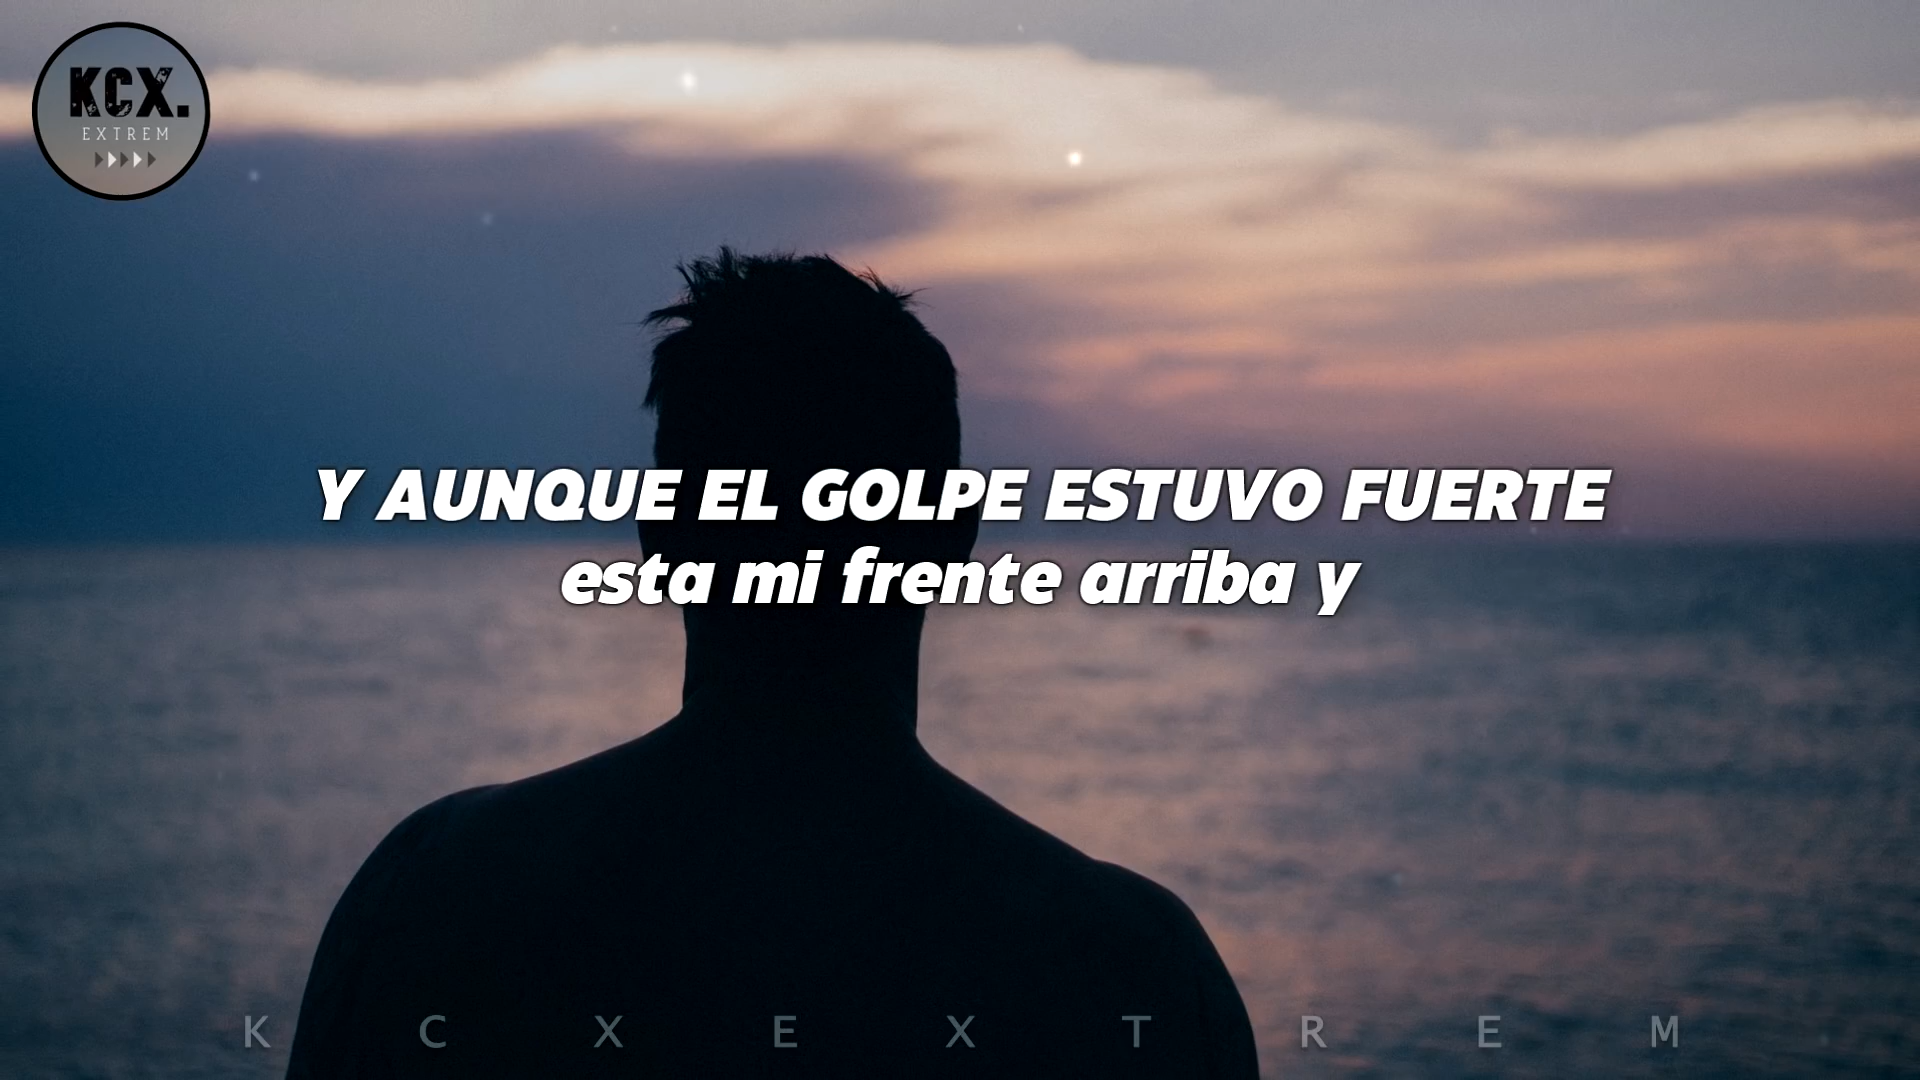 KCX.
EXTREM
Y AUNQUE EL GOLPE ESTUVO FUERTE
esta mi frente arriba y
K C X E X T R E M